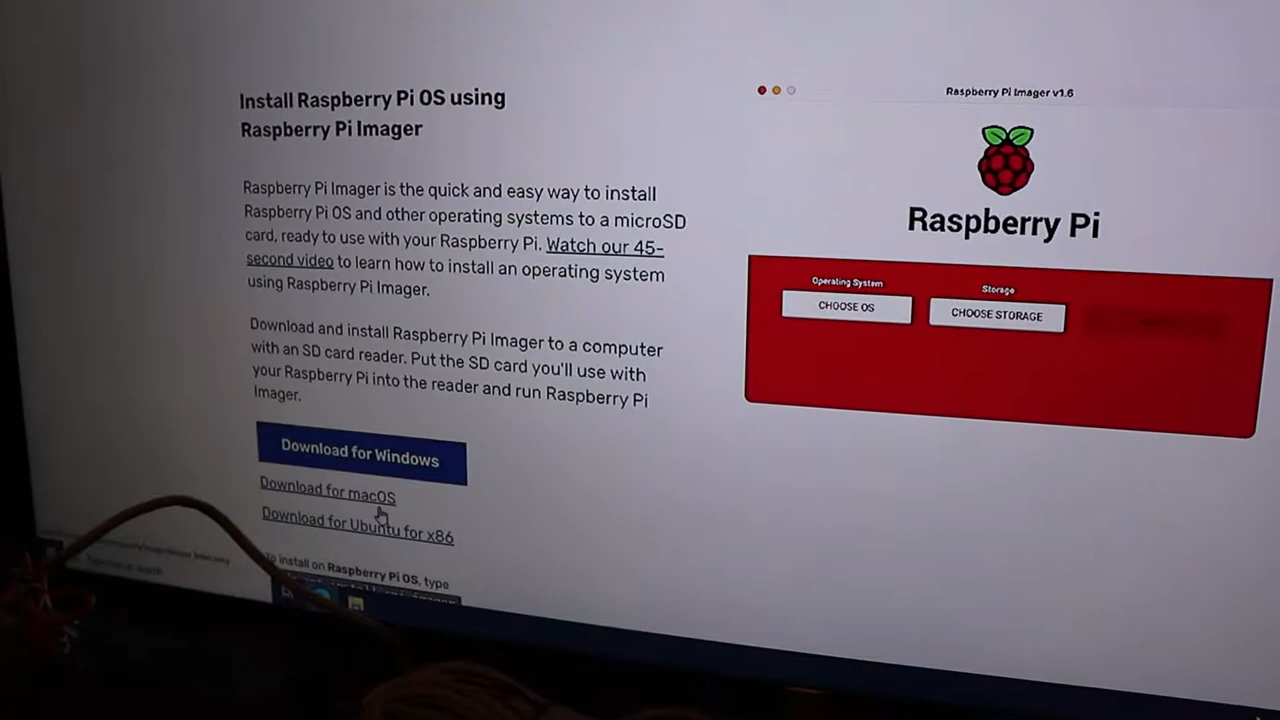 Install Raspberry Pi OS using
Raspberry Pi Imager
Raspberry Pi Imager is the quick and easy way to install
Raspberry Pi OS and other operating systems to a microSD
card, ready to use with your Raspberry Pi. Watch our 45-
second video to learn how to install an operating system
using Raspberry Pi Imager.
Download and install Raspberry Pi Imager to a computer
with an SD card reader. Put the SD card you'll use with
your Raspberry Pi into the reader and run Raspberry Pi
Imager.
Download for Windows
Download for macOS
Download for Ubuntu for x86
To install on Raspberry Pi OS, type
Raspberry Pi Imager v1.6
Raspberry Pi
Operating System
CHOOSE OS
Storage
CHOOSE STORAGE